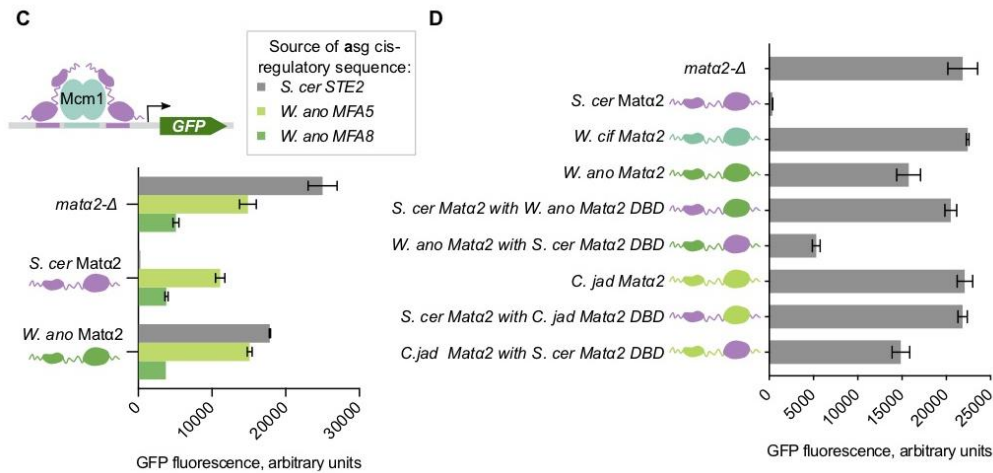 C
Mcm1
GFP
Source of asg cis-
regulatory sequence:
S. cer STE2
W. ano MFA5
W. ano MFA8
matα2-Δ
S. cer Matα2
W. ano Matα2
0
10000
20000
30000
GFP fluorescence, arbitrary units
D
matα2-Δ
S. cer Matα2
W. cif Matα2
W. ano Matα2
S. cer Matα2 with W. ano Matα2 DBD
W. ano Matα2 with S. cer Matα2 DBD
C. jad Matα2
S. cer Matα2 with C. jad Matα2 DBD
C.jad Matα2 with S. cer Matα2 DBD
0
5000
10000
15000
20000
25000
GFP fluorescence, arbitrary units